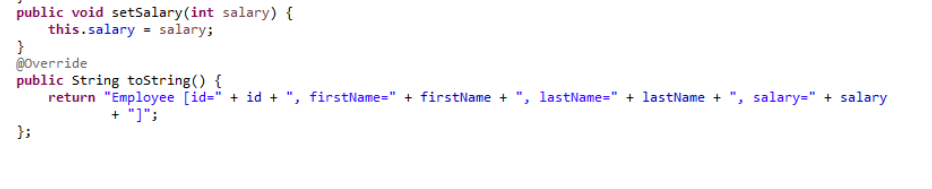 public void setSalary(int salary) {
    this.salary = salary;
}
@Override
public String toString() {
    return "Employee [id=" + id + ", firstName=" + firstName + ", lastName=" + lastName + ", salary=" + salary
            + "]";
};